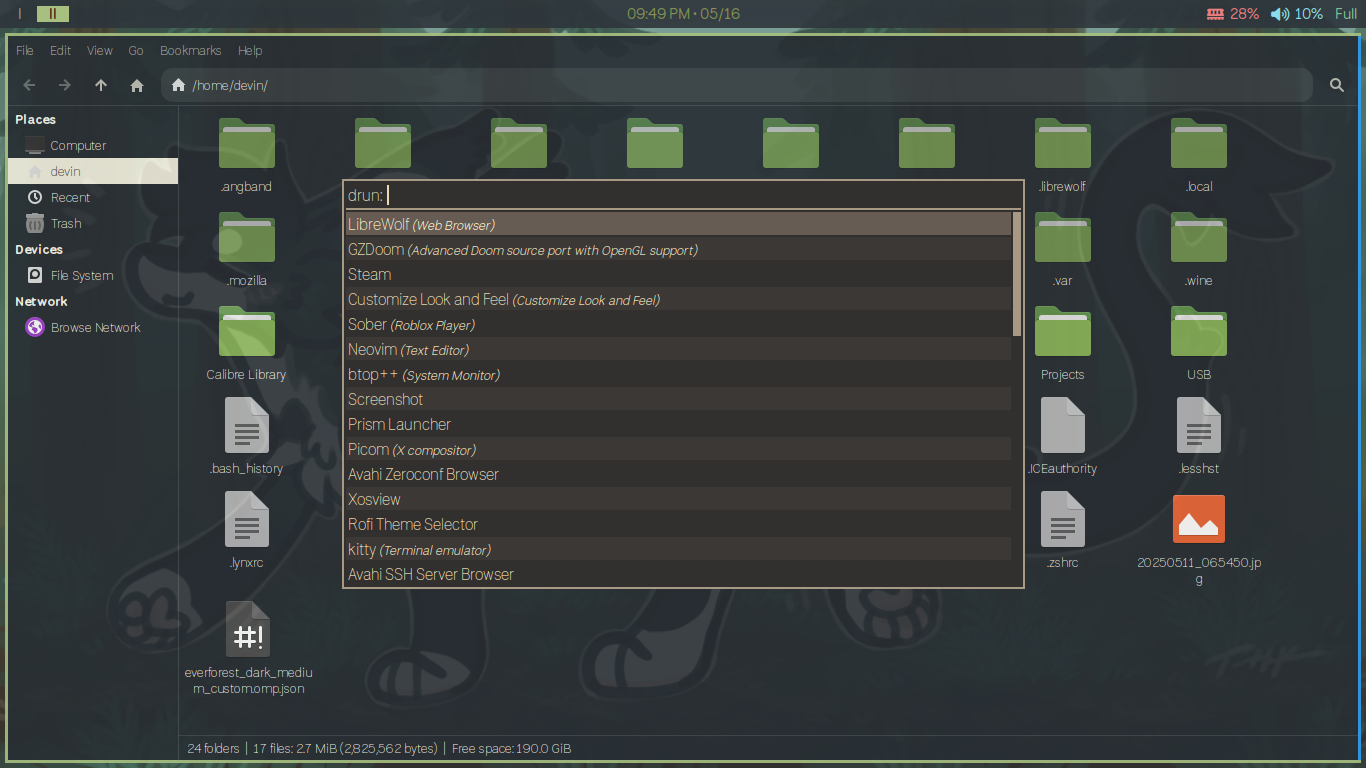 I II 09:49 PM • 05/16 28% 10% Full
File Edit View Go Bookmarks Help
/home/devin/
Places
Computer
devin
Recent
Trash
Devices
File System
Network
Browse Network
.angband .librewolf .local
.mozilla .var .wine
Calibre Library Projects USB
.bash_history .ICEauthority .lesshst
.lynxrc .zshrc 20250511_065450.jp
g
everforest_dark_mediu
m_custom.omp.json
drun:
LibreWolf (Web Browser)
GZDoom (Advanced Doom source port with OpenGL support)
Steam
Customize Look and Feel (Customize Look and Feel)
Sober (Roblox Player)
Neovim (Text Editor)
btop++ (System Monitor)
Screenshot
Prism Launcher
Picom (X compositor)
Avahi Zeroconf Browser
Xosview
Rofi Theme Selector
kitty (Terminal emulator)
Avahi SSH Server Browser
#!
24 folders | 17 files: 2.7 MiB (2,825,562 bytes) | Free space: 190.0 GiB